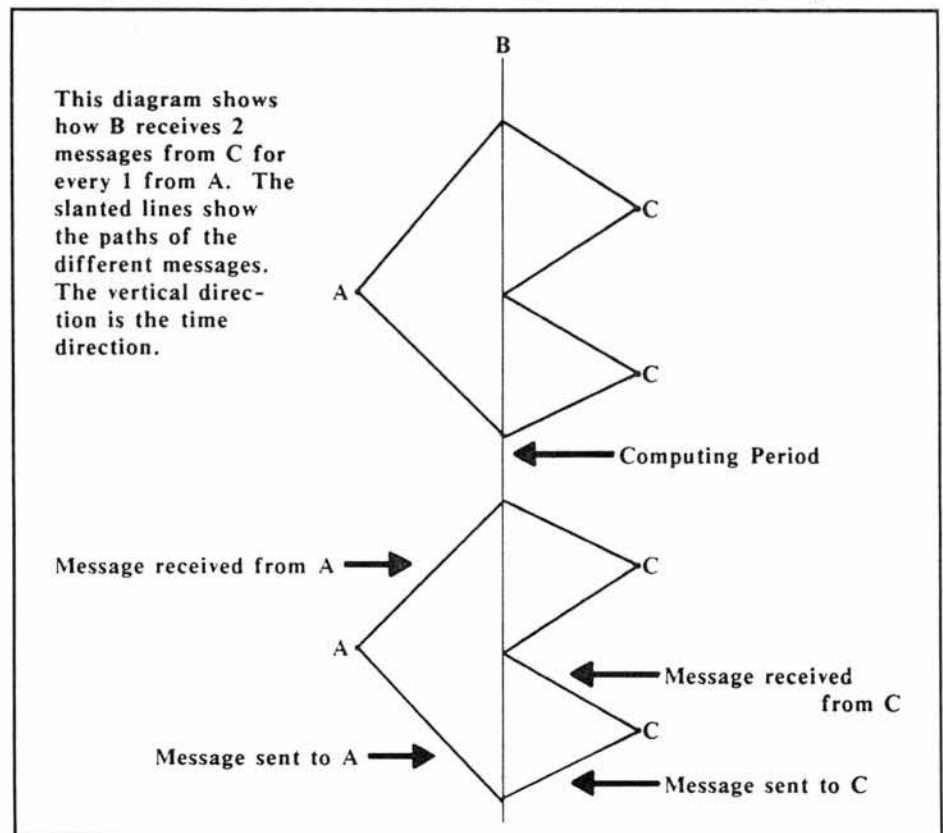 B
This diagram shows
how B receives 2
messages from C for
every 1 from A. The
slanted lines show
the paths of the
different messages.
The vertical direc-
tion is the time
direction.
C
A
C
Computing Period
Message received from A
C
A
Message received
from C
C
Message sent to A
Message sent to C